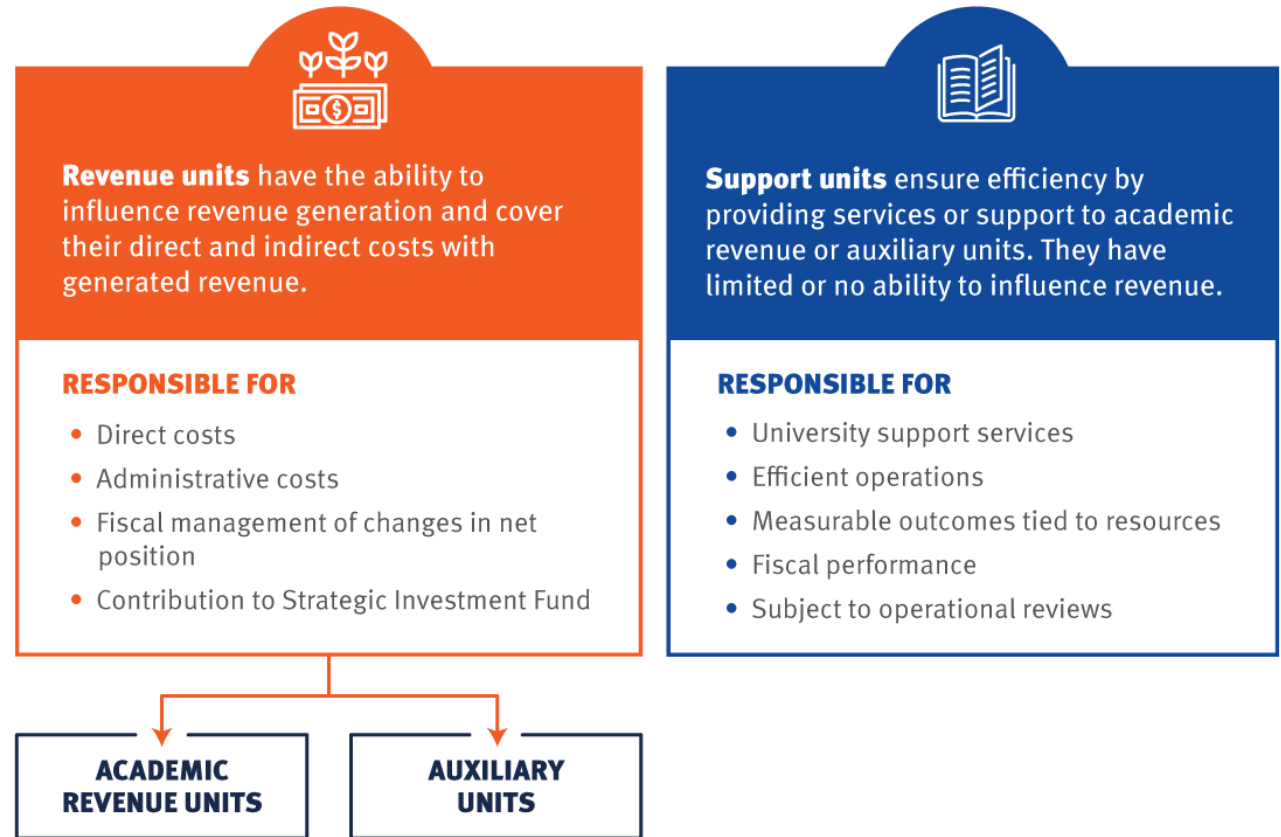 Revenue units have the ability to
influence revenue generation and cover
their direct and indirect costs with
generated revenue.
RESPONSIBLE FOR
• Direct costs
• Administrative costs
• Fiscal management of changes in net
position
• Contribution to Strategic Investment Fund
ACADEMIC
REVENUE UNITS
AUXILIARY
UNITS
Support units ensure efficiency by
providing services or support to academic
revenue or auxiliary units. They have
limited or no ability to influence revenue.
RESPONSIBLE FOR
• University support services
• Efficient operations
• Measurable outcomes tied to resources
• Fiscal performance
• Subject to operational reviews